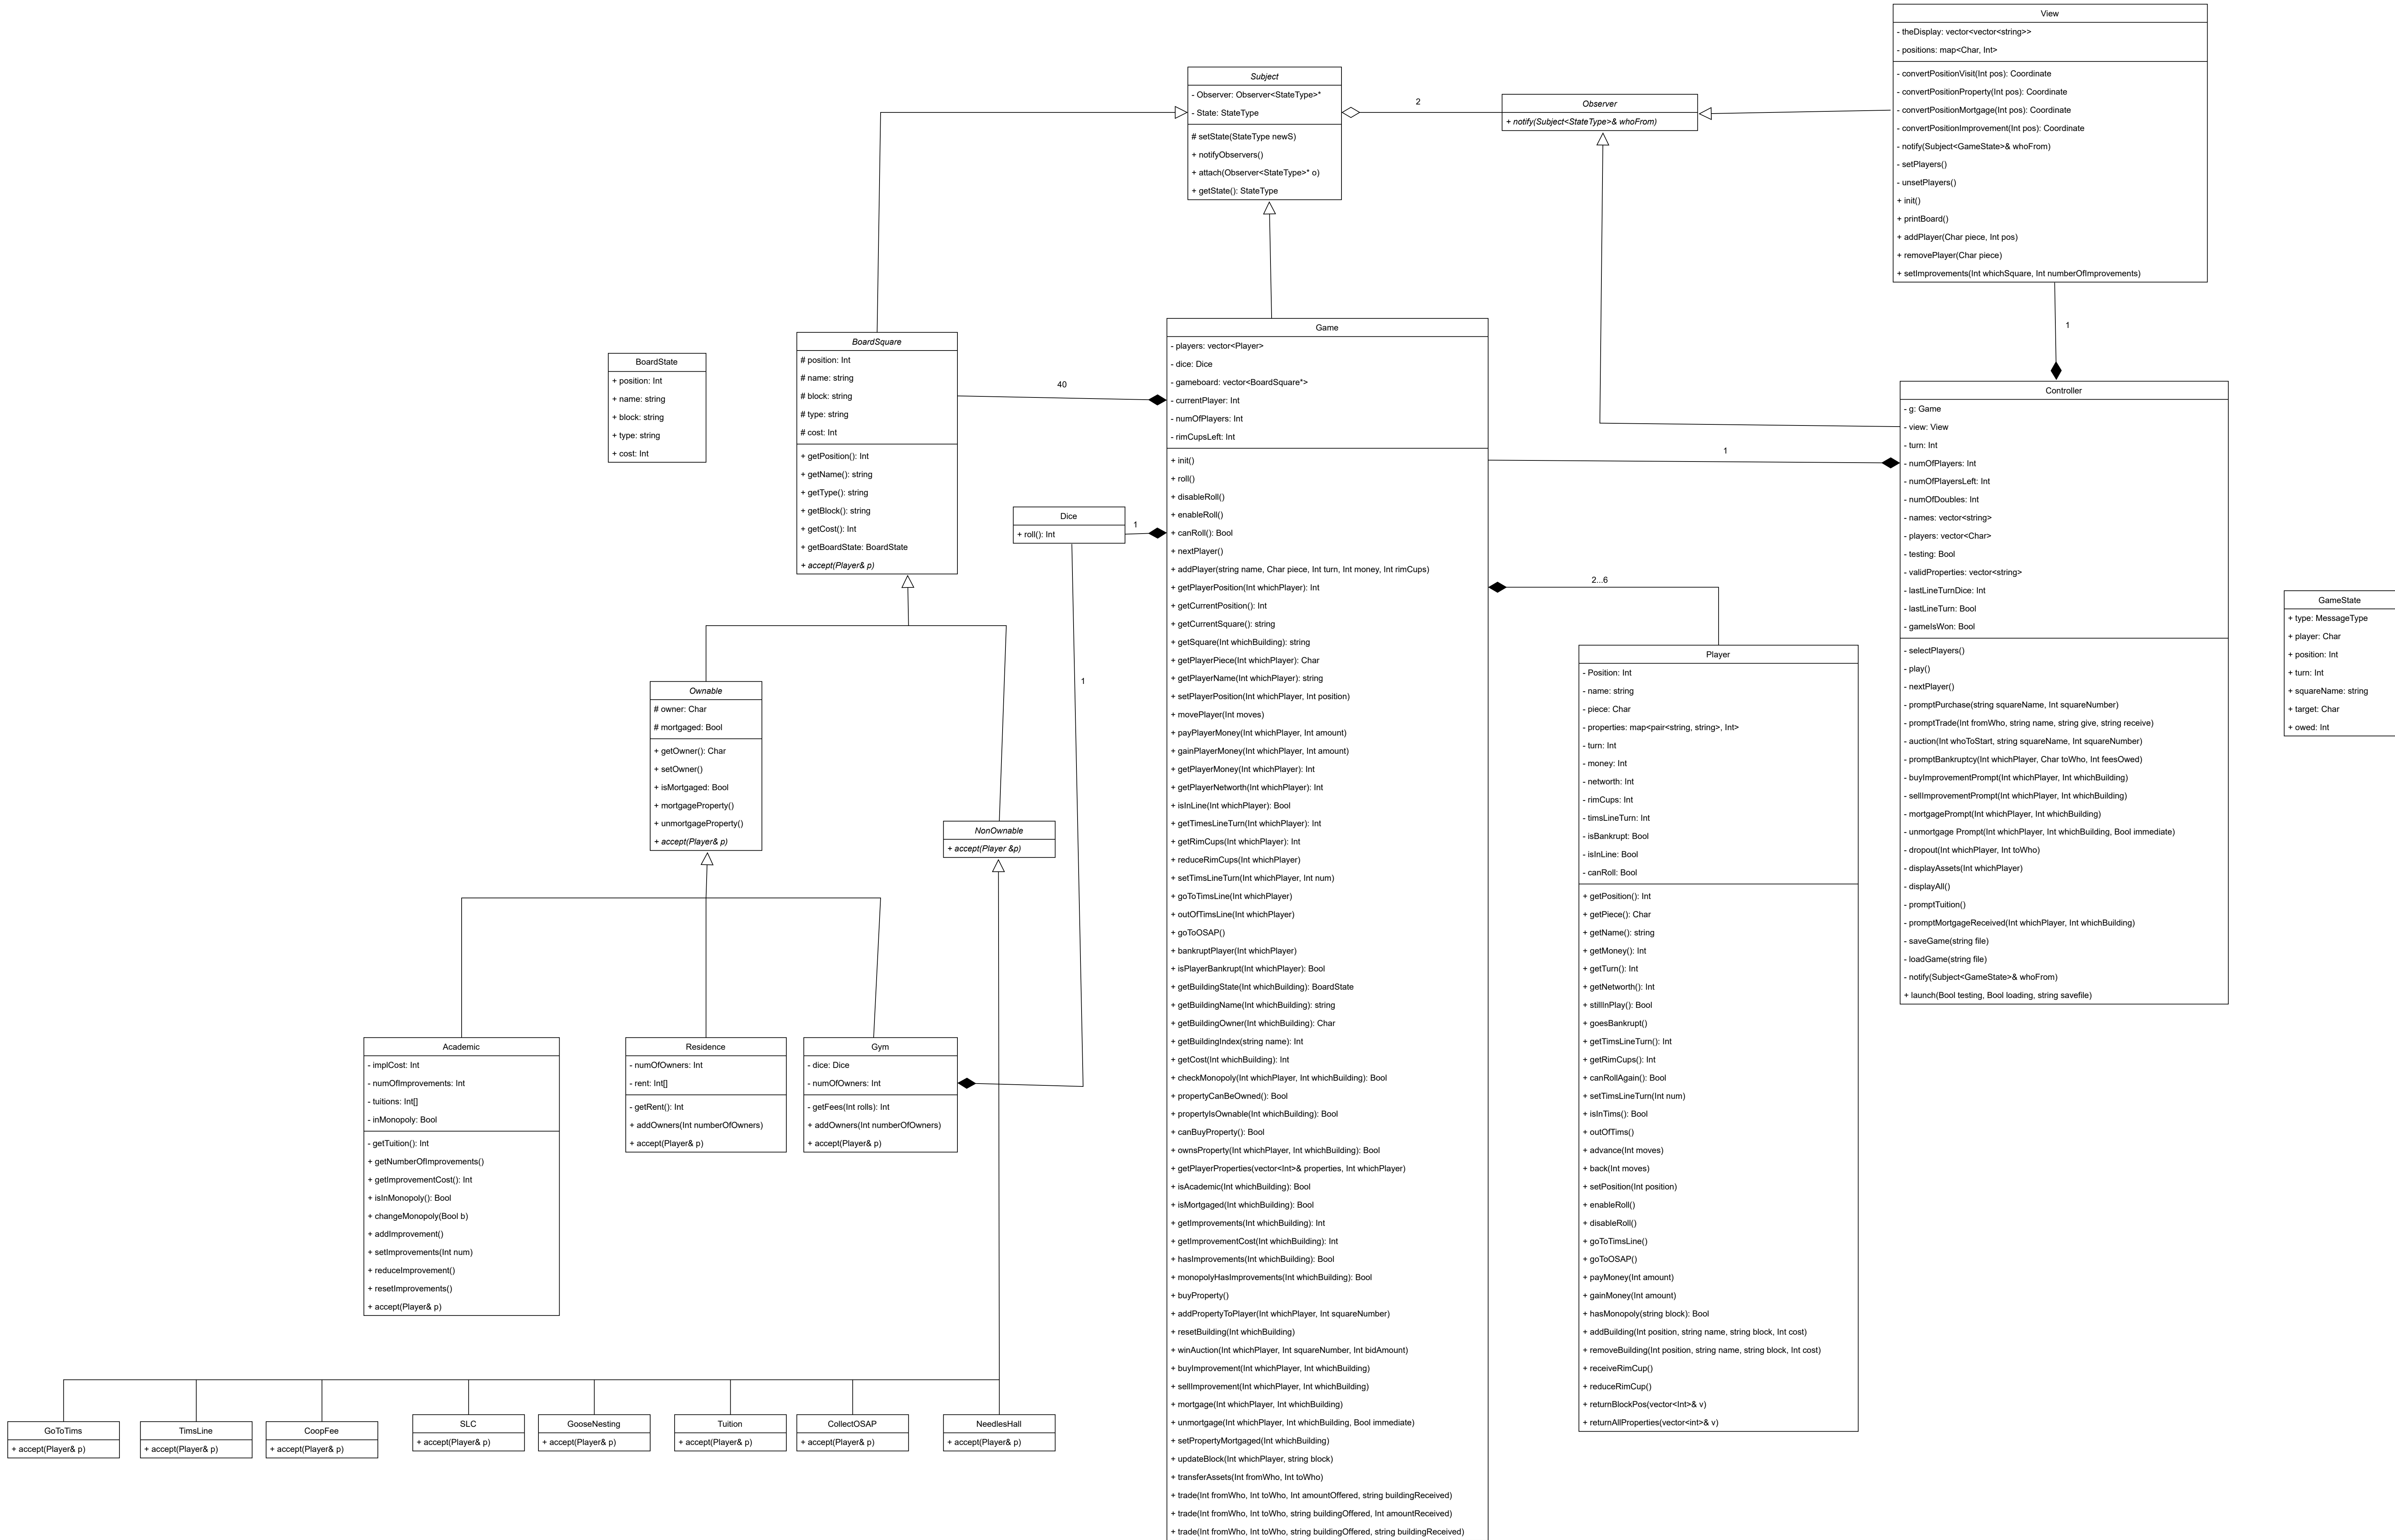 View
- theDisplay: vector<vector<string>>
- positions: map<Char, Int>
- convertPositionVisit(Int pos): Coordinate
- convertPositionProperty(Int pos): Coordinate
- convertPositionMortgage(Int pos): Coordinate
- convertPositionImprovement(Int pos): Coordinate
- notify(Subject<GameState>& whoFrom)
- setPlayers()
- unsetPlayers()
+ init()
+ printBoard()
+ addPlayer(Char piece, Int pos)
+ removePlayer(Char piece)
+ setImprovements(Int whichSquare, Int numberOfImprovements)
Subject
- Observer: Observer<StateType>*
- State: StateType
# setState(StateType newS)
+ notifyObservers()
+ attach(Observer<StateType>* o)
+ getState(): StateType
2
Observer
+ notify(Subject<StateType>& whoFrom)
1
BoardState
+ position: Int
+ name: string
+ block: string
+ type: string
+ cost: Int
BoardSquare
# position: Int
# name: string
# block: string
# type: string
# cost: Int
+ getPosition(): Int
+ getName(): string
+ getType(): string
+ getBlock(): string
+ getCost(): Int
+ getBoardState: BoardState
+ accept(Player& p)
40
Game
- players: vector<Player>
- dice: Dice
- gameboard: vector<BoardSquare*>
- currentPlayer: Int
- numOfPlayers: Int
- rimCupsLeft: Int
+ init()
+ roll()
+ disableRoll()
+ enableRoll()
+ canRoll(): Bool
+ nextPlayer()
+ addPlayer(string name, Char piece, Int turn, Int money, Int rimCups)
+ getPlayerPosition(Int whichPlayer): Int
+ getCurrentPosition(): Int
+ getCurrentSquare(): string
+ getSquare(Int whichBuilding): string
+ getPlayerPiece(Int whichPlayer): Char
+ getPlayerName(Int whichPlayer): string
+ setPlayerPosition(Int whichPlayer, Int position)
+ movePlayer(Int moves)
+ payPlayerMoney(Int whichPlayer, Int amount)
+ gainPlayerMoney(Int whichPlayer, Int amount)
+ getPlayerMoney(Int whichPlayer): Int
+ getPlayerNetworth(Int whichPlayer): Int
+ isInLine(Int whichPlayer): Bool
+ getTimesLineTurn(Int whichPlayer): Int
+ getRimCups(Int whichPlayer): Int
+ reduceRimCups(Int whichPlayer)
+ setTimsLineTurn(Int whichPlayer, Int num)
+ goToTimsLine(Int whichPlayer)
+ outOfTimsLine(Int whichPlayer)
+ goToOSAP()
+ bankruptPlayer(Int whichPlayer)
+ isPlayerBankrupt(Int whichPlayer): Bool
+ getBuildingState(Int whichBuilding): BoardState
+ getBuildingName(Int whichBuilding): string
+ getBuildingOwner(Int whichBuilding): Char
+ getBuildingIndex(string name): Int
+ getCost(Int whichBuilding): Int
+ checkMonopoly(Int whichPlayer, Int whichBuilding): Bool
+ propertyCanBeOwned(): Bool
+ propertyIsOwnable(Int whichBuilding): Bool
+ canBuyProperty(): Bool
+ ownsProperty(Int whichPlayer, Int whichBuilding): Bool
+ getPlayerProperties(vector<Int>& properties, Int whichPlayer)
+ isAcademic(Int whichBuilding): Bool
+ isMortgaged(Int whichBuilding): Bool
+ getImprovements(Int whichBuilding): Int
+ getImprovementCost(Int whichBuilding): Int
+ hasImprovements(Int whichBuilding): Bool
+ monopolyHasImprovements(Int whichBuilding): Bool
+ buyProperty()
+ addPropertyToPlayer(Int whichPlayer, Int squareNumber)
+ resetBuilding(Int whichBuilding)
+ winAuction(Int whichPlayer, Int squareNumber, Int bidAmount)
+ buyImprovement(Int whichPlayer, Int whichBuilding)
+ sellImprovement(Int whichPlayer, Int whichBuilding)
+ mortgage(Int whichPlayer, Int whichBuilding)
+ unmortgage(Int whichPlayer, Int whichBuilding, Bool immediate)
+ setPropertyMortgaged(Int whichBuilding)
+ updateBlock(Int whichPlayer, string block)
+ transferAssets(Int fromWho, Int toWho)
+ trade(Int fromWho, Int toWho, Int amountOffered, string buildingReceived)
+ trade(Int fromWho, Int toWho, string buildingOffered, Int amountReceived)
+ trade(Int fromWho, Int toWho, string buildingOffered, string buildingReceived)
1
Controller
- g: Game
- view: View
- turn: Int
- numOfPlayers: Int
- numOfPlayersLeft: Int
- numOfDoubles: Int
- names: vector<string>
- players: vector<Char>
- testing: Bool
- validProperties: vector<string>
- lastLineTurnDice: Int
- lastLineTurn: Bool
- gameIsWon: Bool
- selectPlayers()
- play()
- nextPlayer()
- promptPurchase(string squareName, Int squareNumber)
- promptTrade(Int fromWho, string name, string give, string receive)
- auction(Int whoToStart, string squareName, Int squareNumber)
- promptBankruptcy(Int whichPlayer, Char toWho, Int feesOwed)
- buyImprovementPrompt(Int whichPlayer, Int whichBuilding)
- sellImprovementPrompt(Int whichPlayer, Int whichBuilding)
- mortgagePrompt(Int whichPlayer, Int whichBuilding)
- unmortgage Prompt(Int whichPlayer, Int whichBuilding, Bool immediate)
- dropout(Int whichPlayer, Int toWho)
- displayAssets(Int whichPlayer)
- displayAll()
- promptTuition()
- promptMortgageReceived(Int whichPlayer, Int whichBuilding)
- saveGame(string file)
- loadGame(string file)
- notify(Subject<GameState>& whoFrom)
+ launch(Bool testing, Bool loading, string savefile)
Dice
+ roll(): Int
1
2...6
1
GameState
+ type: MessageType
+ player: Char
+ position: Int
+ turn: Int
+ squareName: string
+ target: Char
+ owed: Int
Player
- Position: Int
- name: string
- piece: Char
- properties: map<pair<string, string>, Int>
- turn: Int
- money: Int
- networth: Int
- rimCups: Int
- timsLineTurn: Int
- isBankrupt: Bool
- isInLine: Bool
- canRoll: Bool
+ getPosition(): Int
+ getPiece(): Char
+ getName(): string
+ getMoney(): Int
+ getTurn(): Int
+ getNetworth(): Int
+ stillInPlay(): Bool
+ goesBankrupt()
+ getTimsLineTurn(): Int
+ getRimCups(): Int
+ canRollAgain(): Bool
+ setTimsLineTurn(Int num)
+ isInTims(): Bool
+ outOfTims()
+ advance(Int moves)
+ back(Int moves)
+ setPosition(Int position)
+ enableRoll()
+ disableRoll()
+ goToTimsLine()
+ goToOSAP()
+ payMoney(Int amount)
+ gainMoney(Int amount)
+ hasMonopoly(string block): Bool
+ addBuilding(Int position, string name, string block, Int cost)
+ removeBuilding(Int position, string name, string block, Int cost)
+ receiveRimCup()
+ reduceRimCup()
+ returnBlockPos(vector<Int>& v)
+ returnAllProperties(vector<int>& v)
Ownable
# owner: Char
# mortgaged: Bool
+ getOwner(): Char
+ setOwner()
+ isMortgaged: Bool
+ mortgageProperty()
+ unmortgageProperty()
+ accept(Player& p)
NonOwnable
+ accept(Player &p)
Academic
- implCost: Int
- numOfImprovements: Int
- tuitions: Int[]
- inMonopoly: Bool
- getTuition(): Int
+ getNumberOfImprovements()
+ getImprovementCost(): Int
+ isInMonopoly(): Bool
+ changeMonopoly(Bool b)
+ addImprovement()
+ setImprovements(Int num)
+ reduceImprovement()
+ resetImprovements()
+ accept(Player& p)
Residence
- numOfOwners: Int
- rent: Int[]
- getRent(): Int
+ addOwners(Int numberOfOwners)
+ accept(Player& p)
Gym
- dice: Dice
- numOfOwners: Int
- getFees(Int rolls): Int
+ addOwners(Int numberOfOwners)
+ accept(Player& p)
GoToTims
+ accept(Player& p)
TimsLine
+ accept(Player& p)
CoopFee
+ accept(Player& p)
SLC
+ accept(Player& p)
GooseNesting
+ accept(Player& p)
Tuition
+ accept(Player& p)
CollectOSAP
+ accept(Player& p)
NeedlesHall
+ accept(Player& p)